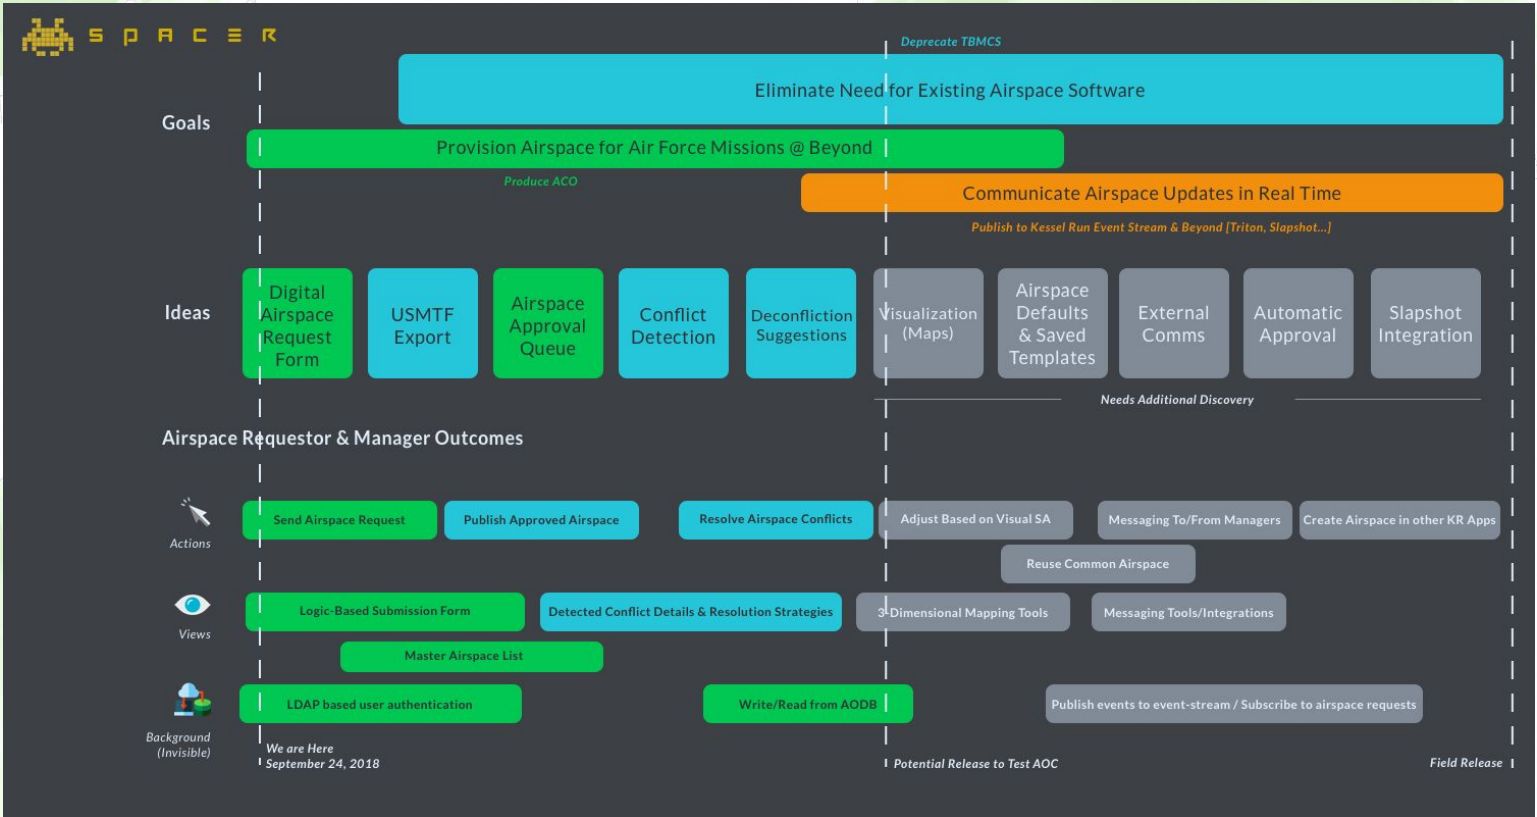 SPACER
Deprecate TBMCS
Eliminate Need for Existing Airspace Software
Goals
Provision Airspace for Air Force Missions @ Beyond
Produce ACO
Communicate Airspace Updates in Real Time
Publish to Kessel Run Event Stream & Beyond [Triton, Slapshot...]
Ideas
Digital
Airspace
Request
Form
USMTF
Export
Airspace
Approval
Queue
Conflict
Detection
Deconfliction
Suggestions
Visualization
(Maps)
Airspace
Defaults
& Saved
Templates
External
Comms
Automatic
Approval
Slapshot
Integration
Needs Additional Discovery
Airspace Requestor & Manager Outcomes
Actions
Send Airspace Request
Publish Approved Airspace
Resolve Airspace Conflicts
Adjust Based on Visual SA
Messaging To/From Managers
Create Airspace in other KR Apps
Reuse Common Airspace
Views
Logic-Based Submission Form
Detected Conflict Details & Resolution Strategies
3-Dimensional Mapping Tools
Messaging Tools/Integrations
Master Airspace List
Background
(Invisible)
LDAP based user authentication
Write/Read from AODB
Publish events to event-stream / Subscribe to airspace requests
We are Here
September 24, 2018
Potential Release to Test AOC
Field Release